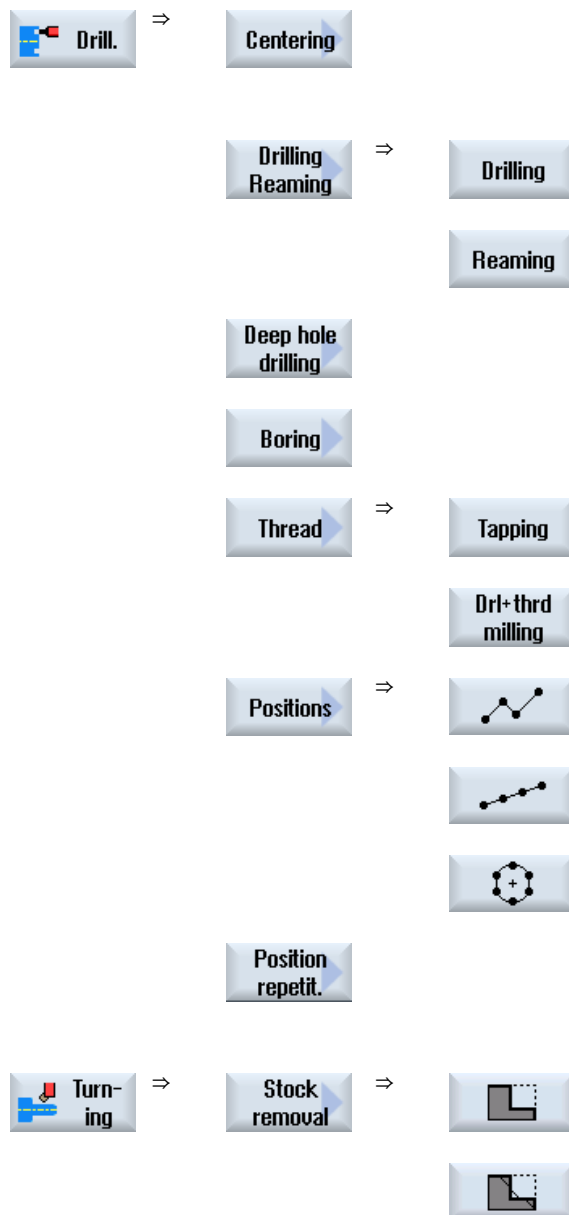 Drill. ⇒ Centering
Drilling
Reaming
⇒ Drilling
Reaming
Deep hole
drilling
Boring
Thread ⇒ Tapping
Drl+thrd
milling
Positions ⇒
Position
repetit.
Turn-
ing
⇒ Stock
removal
⇒